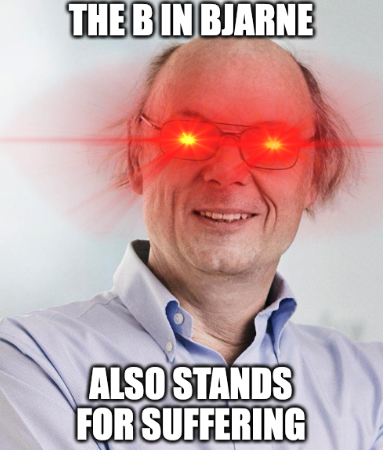 THE B IN BJARNE
ALSO STANDS
FOR SUFFERING